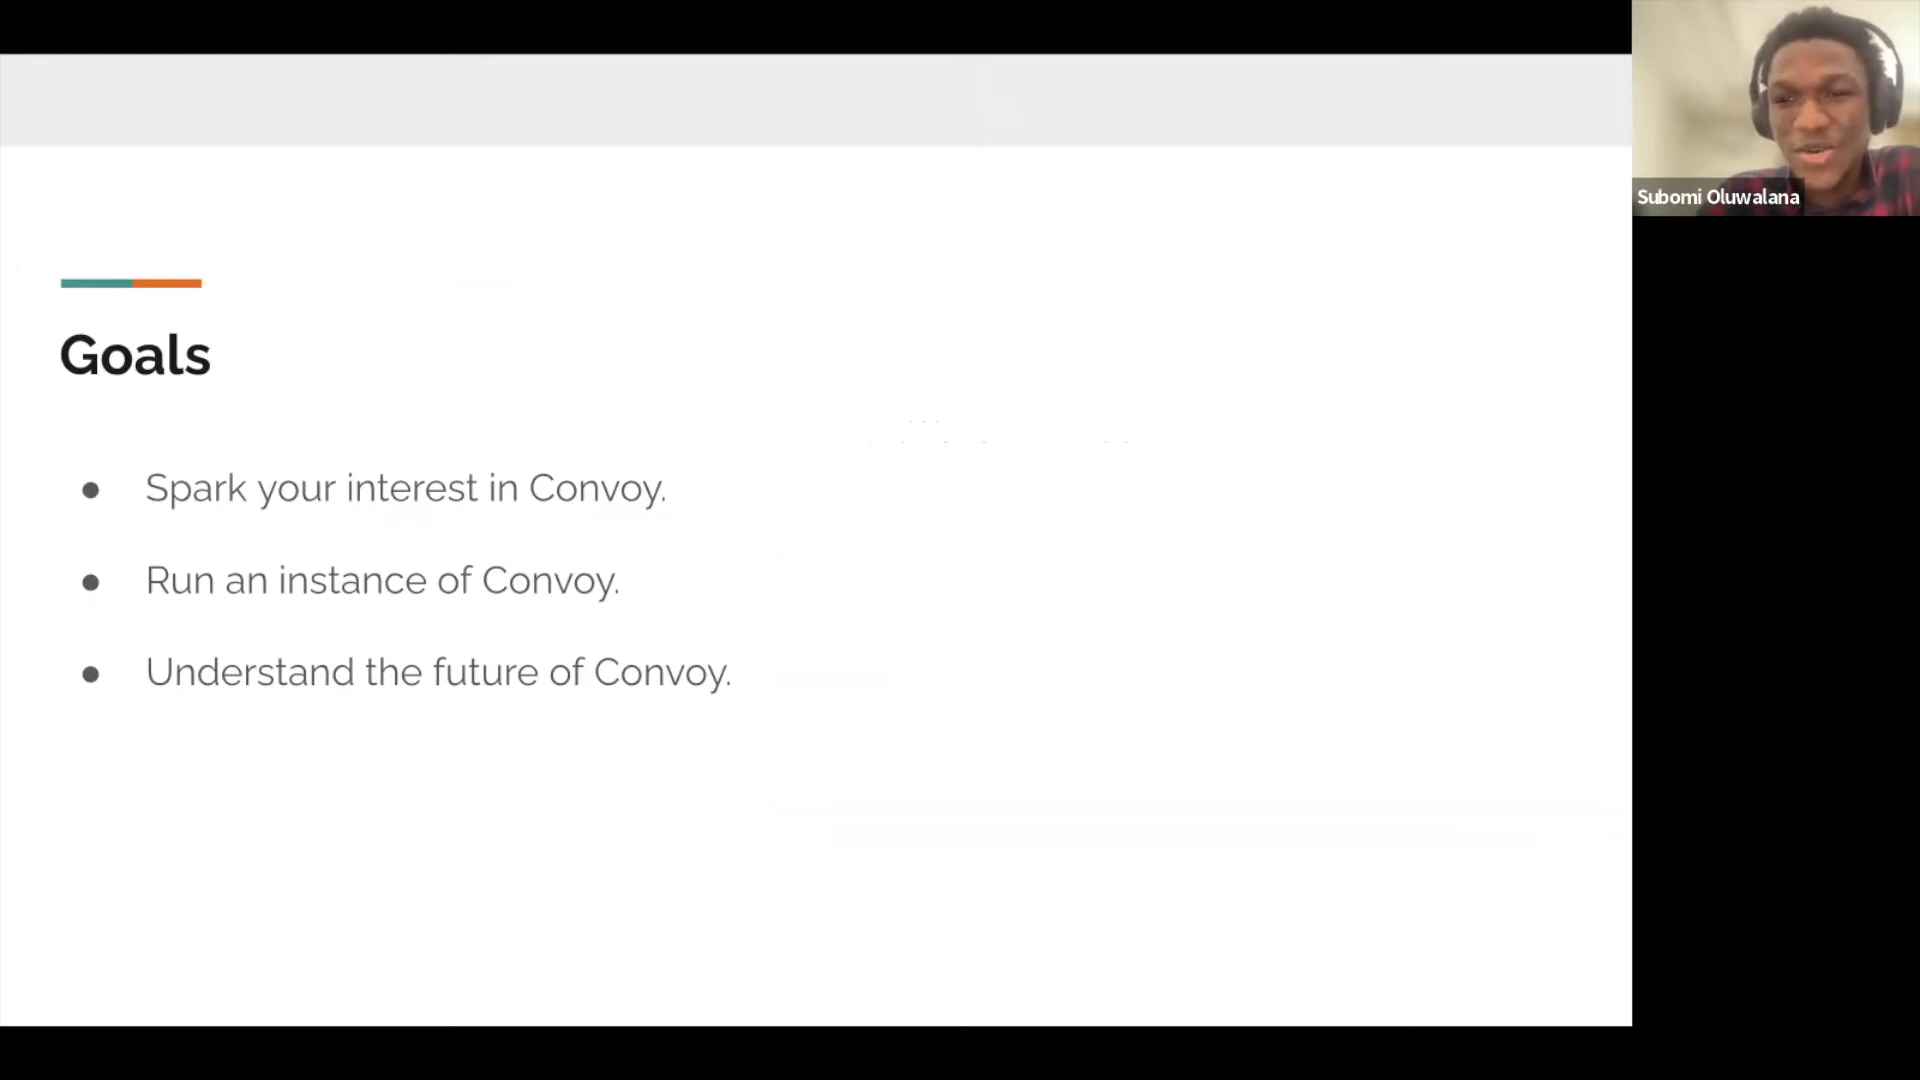 Goals
Spark your interest in Convoy.
Run an instance of Convoy.
Understand the future of Convoy.
Subomi Oluwalana